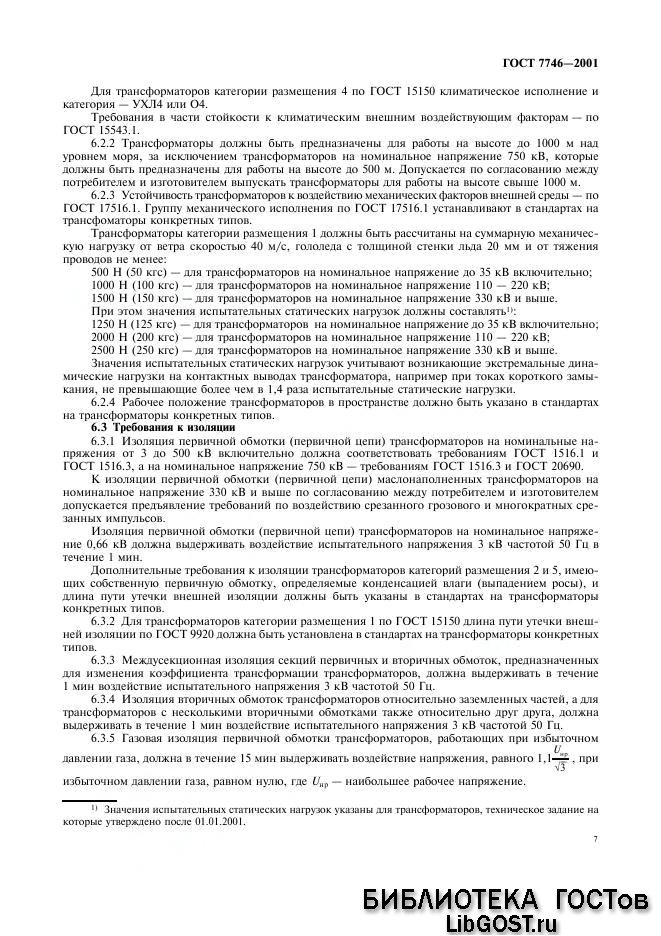 ГОСТ 7746—2001
Для трансформаторов категории размещения 4 по ГОСТ 15150 климатическое исполнение и
категория — УХЛ4 или О4.
Требования в части стойкости к климатическим внешним воздействующим факторам — по
ГОСТ 15543.1.
6.2.2 Трансформаторы должны быть предназначены для работы на высоте до 1000 м над
уровнем моря, за исключением трансформаторов на номинальное напряжение 750 кВ, которые
должны быть предназначены для работы на высоте до 500 м. Допускается по согласованию между
потребителем и изготовителем выпускать трансформаторы для работы на высоте свыше 1000 м.
6.2.3 Устойчивость трансформаторов к воздействию механических факторов внешней среды — по
ГОСТ 17516.1. Группу механического исполнения по ГОСТ 17516.1 устанавливают в стандартах на
трансфоматоры конкретных типов.
Трансформаторы категории размещения 1 должны быть рассчитаны на суммарную механичес-
кую нагрузку от ветра скоростью 40 м/с, гололеда с толщиной стенки льда 20 мм и от тяжения
проводов не менее:
500 Н (50 кгс) — для трансформаторов на номинальное напряжение до 35 кВ включительно;
1000 Н (100 кгс) — для трансформаторов на номинальное напряжение 110 — 220 кВ;
1500 Н (150 кгс) — для трансформаторов на номинальное напряжение 330 кВ и выше.
При этом значения испытательных статических нагрузок должны составлять¹⁾:
1250 Н (125 кгс) — для трансформаторов на номинальное напряжение до 35 кВ включительно;
2000 Н (200 кгс) — для трансформаторов на номинальное напряжение 110 — 220 кВ;
2500 Н (250 кгс) — для трансформаторов на номинальное напряжение 330 кВ и выше.
Значения испытательных статических нагрузок учитывают возникающие экстремальные дина-
мические нагрузки на контактных выводах трансформатора, например при токах короткого замы-
кания, не превышающие более чем в 1,4 раза испытательные статические нагрузки.
6.2.4 Рабочее положение трансформаторов в пространстве должно быть указано в стандартах
на трансформаторы конкретных типов.
6.3 Требования к изоляции
6.3.1 Изоляция первичной обмотки (первичной цепи) трансформаторов на номинальные на-
пряжения от 3 до 500 кВ включительно должна соответствовать требованиям ГОСТ 1516.1 и
ГОСТ 1516.3, а на номинальное напряжение 750 кВ — требованиям ГОСТ 1516.3 и ГОСТ 20690.
К изоляции первичной обмотки (первичной цепи) маслонаполненных трансформаторов на
номинальное напряжение 330 кВ и выше по согласованию между потребителем и изготовителем
допускается предъявление требований по воздействию срезанного грозового и многократных сре-
занных импульсов.
Изоляция первичной обмотки (первичной цепи) трансформаторов на номинальное напряже-
ние 0,66 кВ должна выдерживать воздействие испытательного напряжения 3 кВ частотой 50 Гц в
течение 1 мин.
Дополнительные требования к изоляции трансформаторов категорий размещения 2 и 5, имею-
щих собственную первичную обмотку, определяемые конденсацией влаги (выпадением росы), и
длина пути утечки внешней изоляции должны быть указаны в стандартах на трансформаторы
конкретных типов.
6.3.2 Для трансформаторов категории размещения 1 по ГОСТ 15150 длина пути утечки внеш-
ней изоляции по ГОСТ 9920 должна быть установлена в стандартах на трансформаторы конкретных
типов.
6.3.3 Междусекционная изоляция секций первичных и вторичных обмоток, предназначенных
для изменения коэффициента трансформации трансформаторов, должна выдерживать в течение
1 мин воздействие испытательного напряжения 3 кВ частотой 50 Гц.
6.3.4 Изоляция вторичных обмоток трансформаторов относительно заземленных частей, а для
трансформаторов с несколькими вторичными обмотками также относительно друг друга, должна
выдерживать в течение 1 мин воздействие испытательного напряжения 3 кВ частотой 50 Гц.
6.3.5 Газовая изоляция первичной обмотки трансформаторов, работающих при избыточном
давлении газа, должна в течение 15 мин выдерживать воздействие напряжения, равного 1,1 Uнр/√3, при
избыточном давлении газа, равном нулю, где Uнр — наибольшее рабочее напряжение.
¹⁾ Значения испытательных статических нагрузок указаны для трансформаторов, техническое задание на
которые утверждено после 01.01.2001.
7
БИБЛИОТЕКА ГОСТов
LibGOST.ru